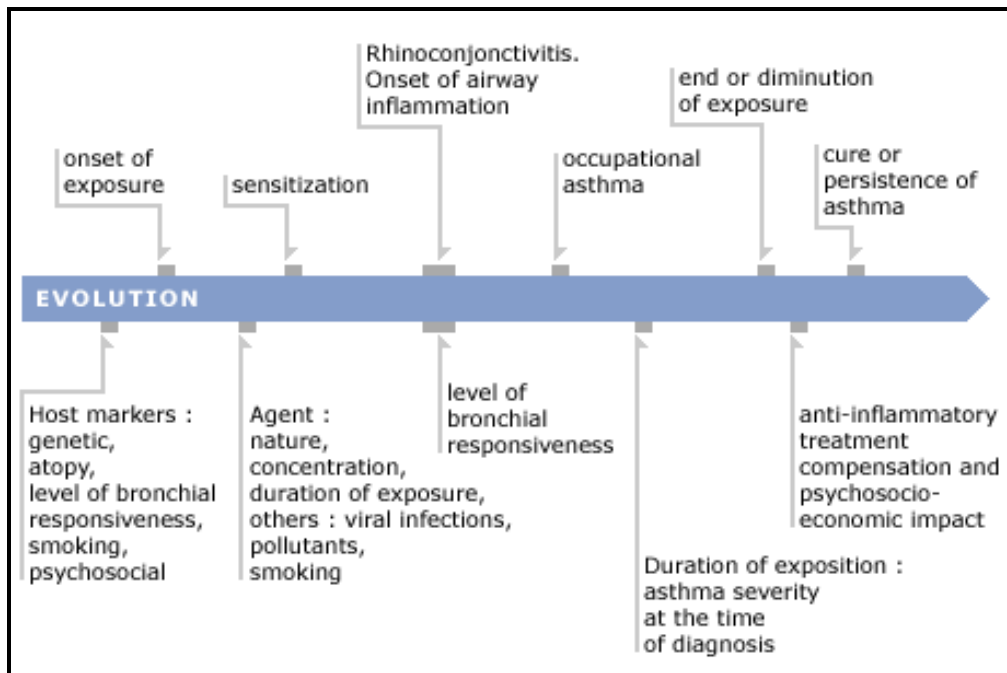 Rhinoconjonctivitis.
Onset of airway
inflammation
end or diminution
of exposure
onset of
exposure
sensitization
occupational
asthma
cure or
persistence of
asthma
EVOLUTION
Host markers :
genetic,
atopy,
level of bronchial
responsiveness,
smoking,
psychosocial
Agent :
nature,
concentration,
duration of exposure,
others : viral infections,
pollutants,
smoking
level of
bronchial
responsiveness
Duration of exposition :
asthma severity
at the time
of diagnosis
anti-inflammatory
treatment
compensation and
psychosocio-
economic impact